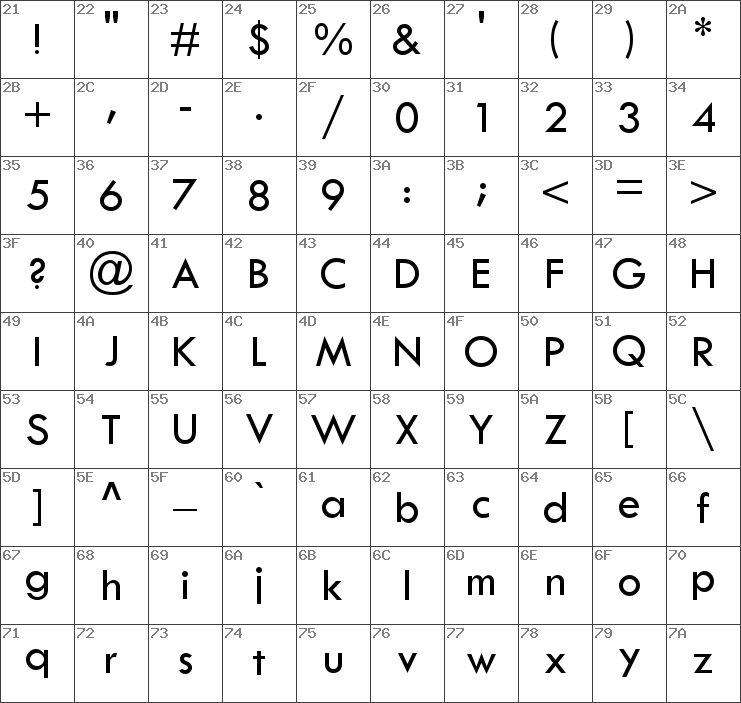 21 22 23 24 25 26 27 28 29 2A
! " # $ % & ' ( ) *
2B 2C 2D 2E 2F 30 31 32 33 34
+ , - . / 0 1 2 3 4
35 36 37 38 39 3A 3B 3C 3D 3E
5 6 7 8 9 : ; < = >
3F 40 41 42 43 44 45 46 47 48
? @ A B C D E F G H
49 4A 4B 4C 4D 4E 4F 50 51 52
I J K L M N O P Q R
53 54 55 56 57 58 59 5A 5B 5C
S T U V W X Y Z [ \
5D 5E 5F 60 61 62 63 64 65 66
] ^ _ ` a b c d e f
67 68 69 6A 6B 6C 6D 6E 6F 70
g h i j k l m n o p
71 72 73 74 75 76 77 78 79 7A
q r s t u v w x y z